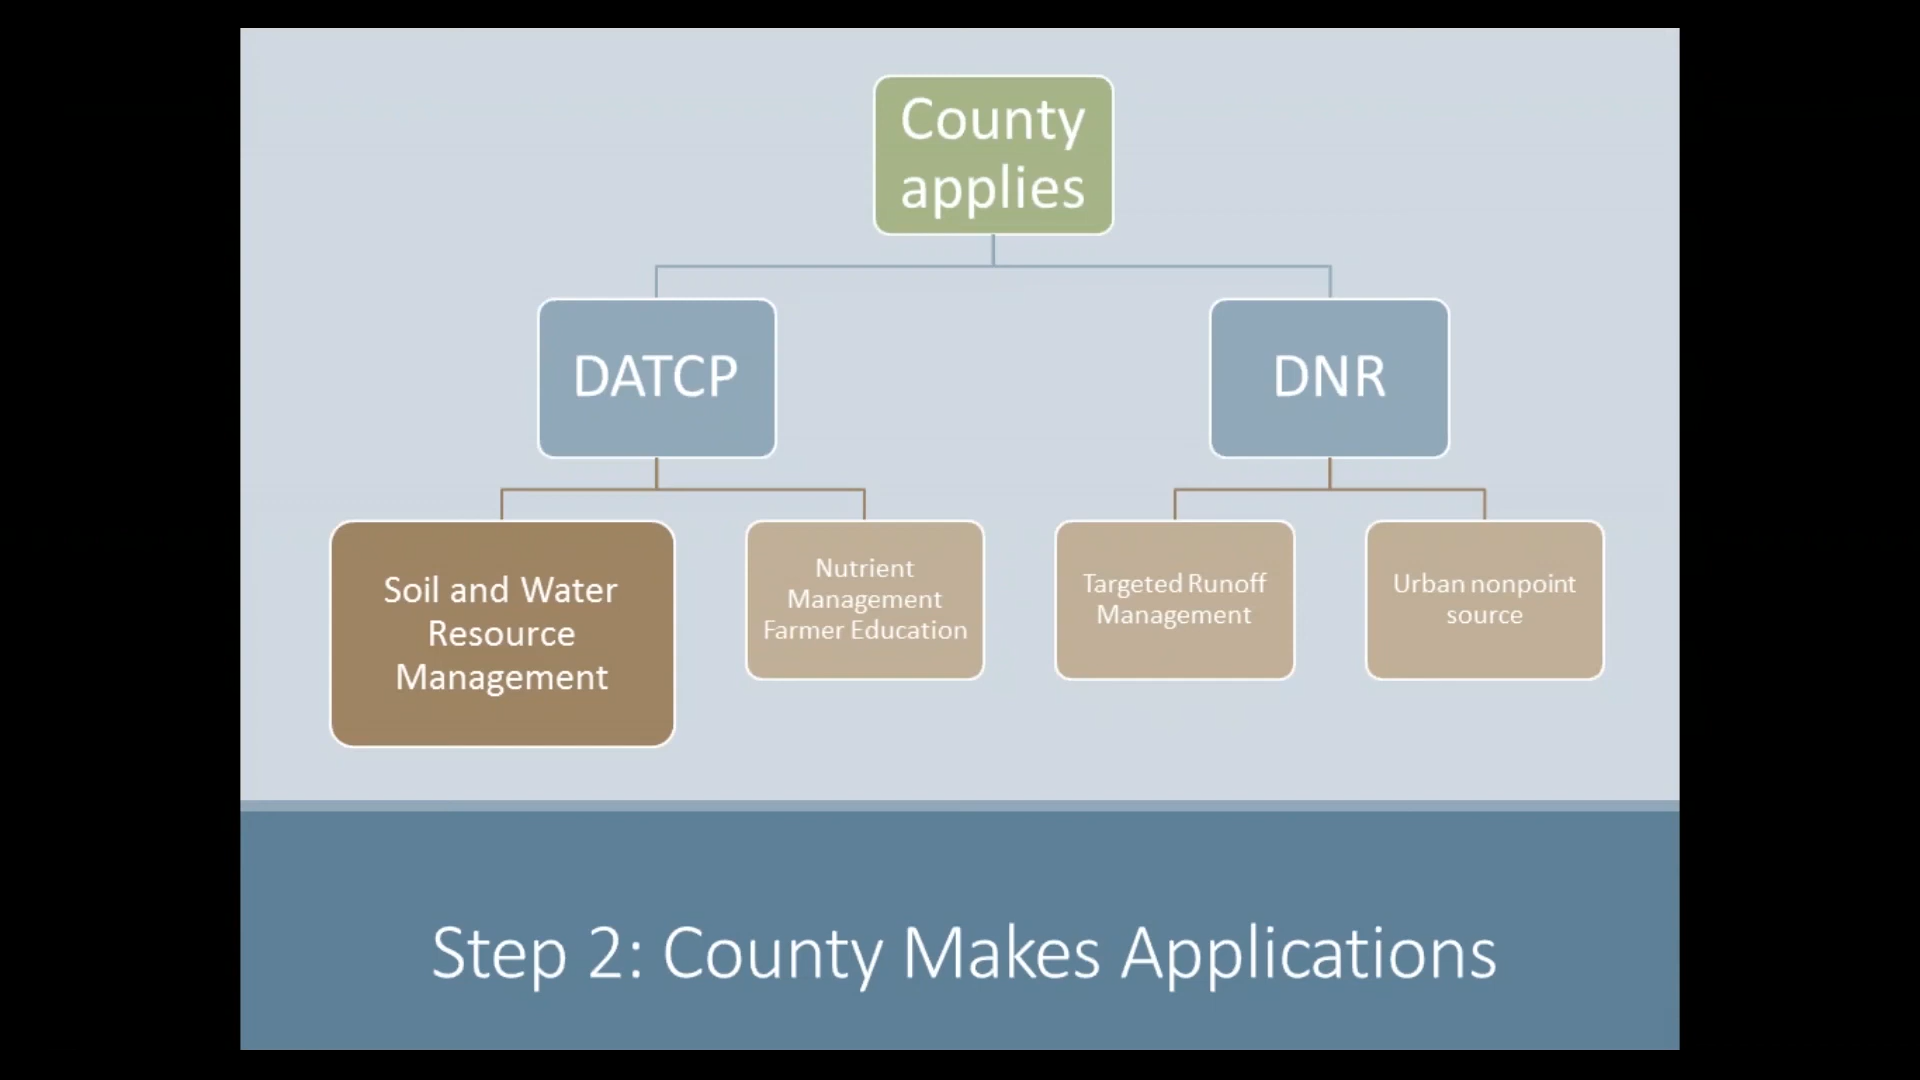 County
applies
DATCP
DNR
Soil and Water
Resource
Management
Nutrient
Management
Farmer Education
Targeted Runoff
Management
Urban nonpoint
source
Step 2: County Makes Applications